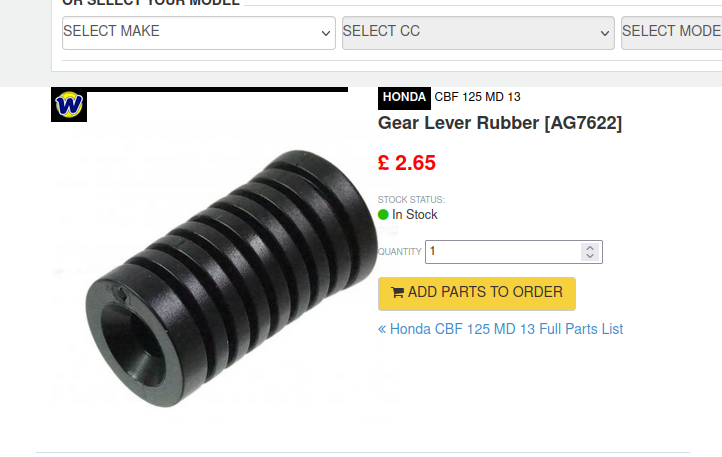 OR SELECT YOUR MODEL
SELECT MAKE
SELECT CC
SELECT MODE
W
HONDA CBF 125 MD 13
Gear Lever Rubber [AG7622]
£ 2.65
STOCK STATUS:
In Stock
QUANTITY 1
ADD PARTS TO ORDER
« Honda CBF 125 MD 13 Full Parts List